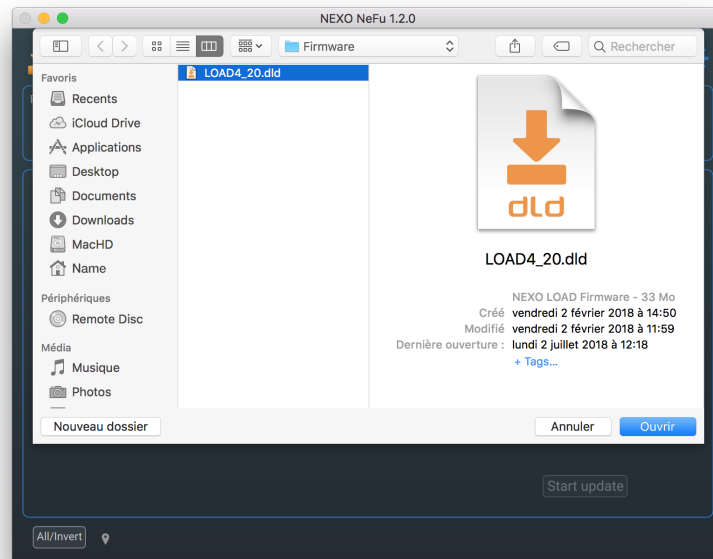 NEXO NeFu 1.2.0
Firmware
Rechercher
Favoris
Recents
iCloud Drive
Applications
Desktop
Documents
Downloads
MacHD
Name
Périphériques
Remote Disc
Média
Musique
Photos
LOAD4_20.dld
dld
LOAD4_20.dld
NEXO LOAD Firmware - 33 Mo
Créé vendredi 2 février 2018 à 14:50
Modifié vendredi 2 février 2018 à 11:59
Dernière ouverture : lundi 2 juillet 2018 à 12:18
+ Tags...
Nouveau dossier
Annuler
Ouvrir
Start update
All/Invert